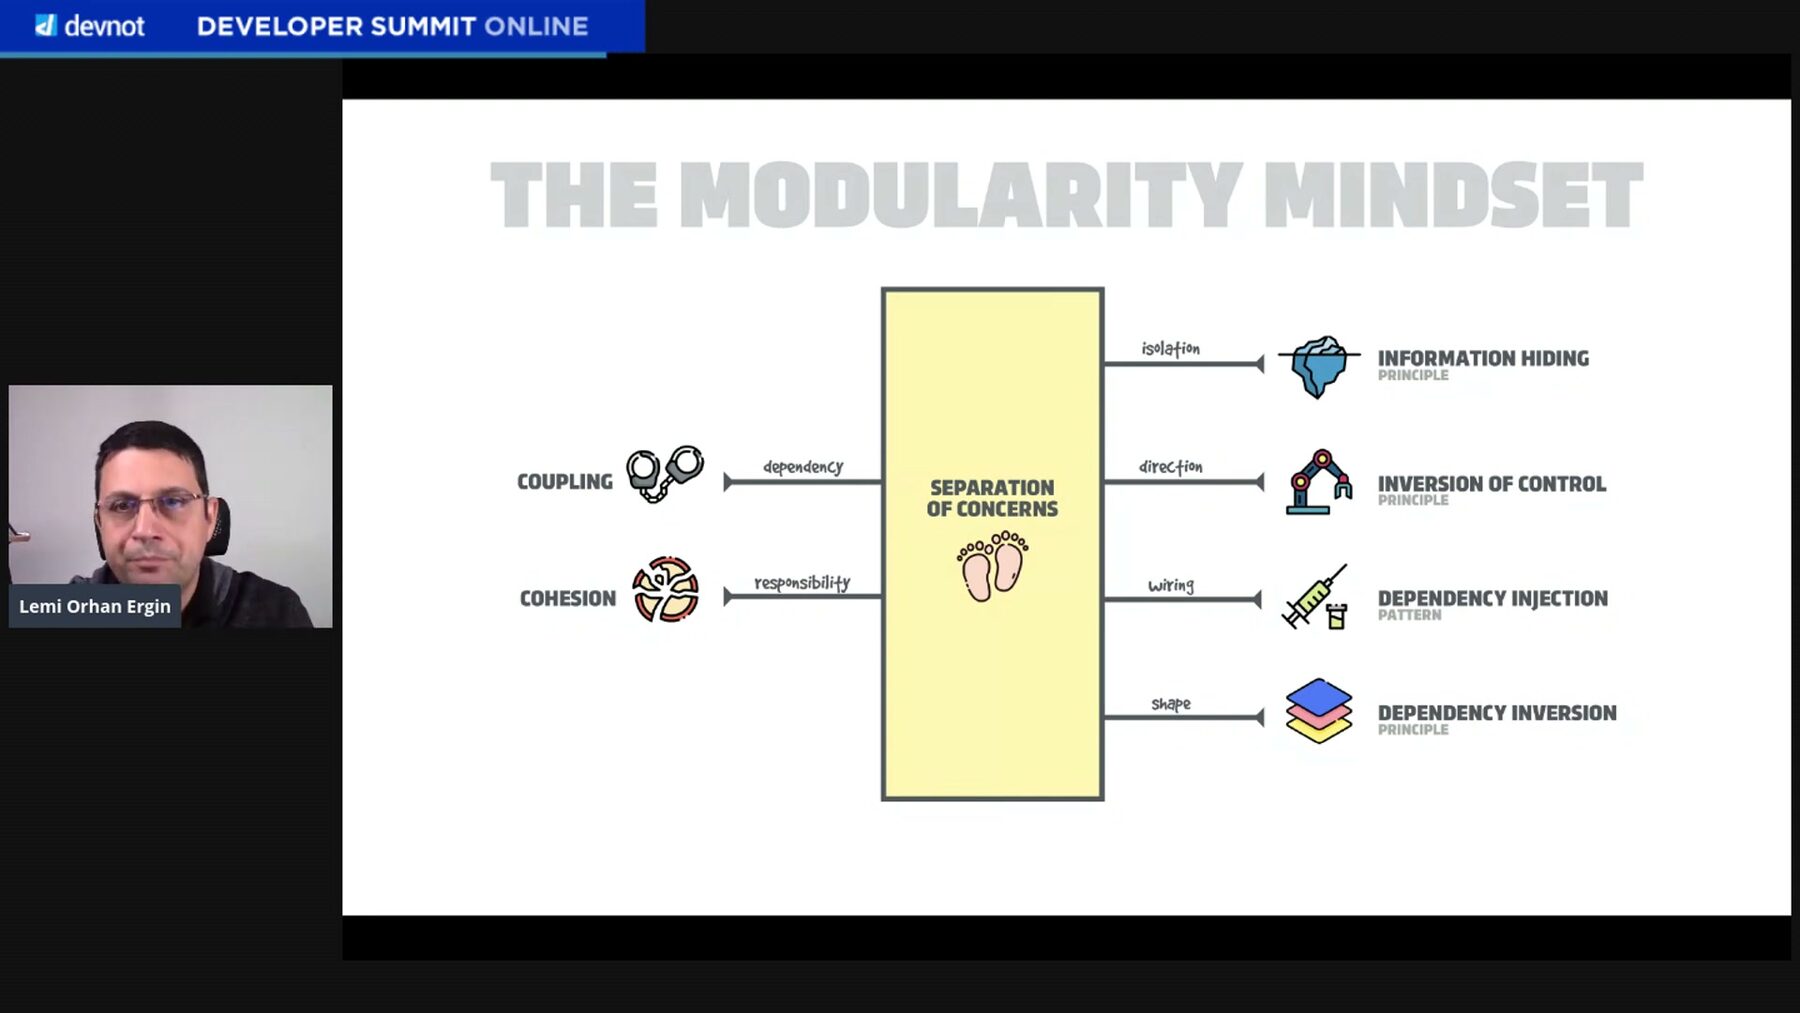 devnot DEVELOPER SUMMIT ONLINE
THE MODULARITY MINDSET
COUPLING
dependency
COHESION
responsibility
SEPARATION
OF CONCERNS
isolation
INFORMATION HIDING
PRINCIPLE
direction
INVERSION OF CONTROL
PRINCIPLE
wiring
DEPENDENCY INJECTION
PATTERN
shape
DEPENDENCY INVERSION
PRINCIPLE
Lemi Orhan Ergin